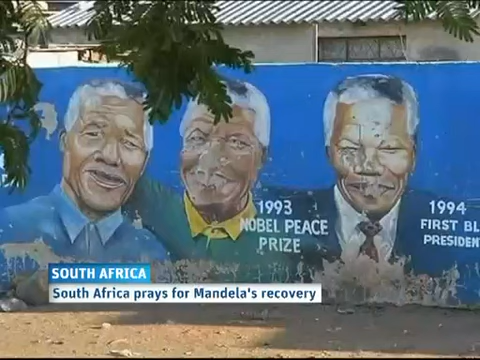 1993
NOBEL PEACE
PRIZE
1994
FIRST BL
PRESIDENT
SOUTH AFRICA
South Africa prays for Mandela's recovery